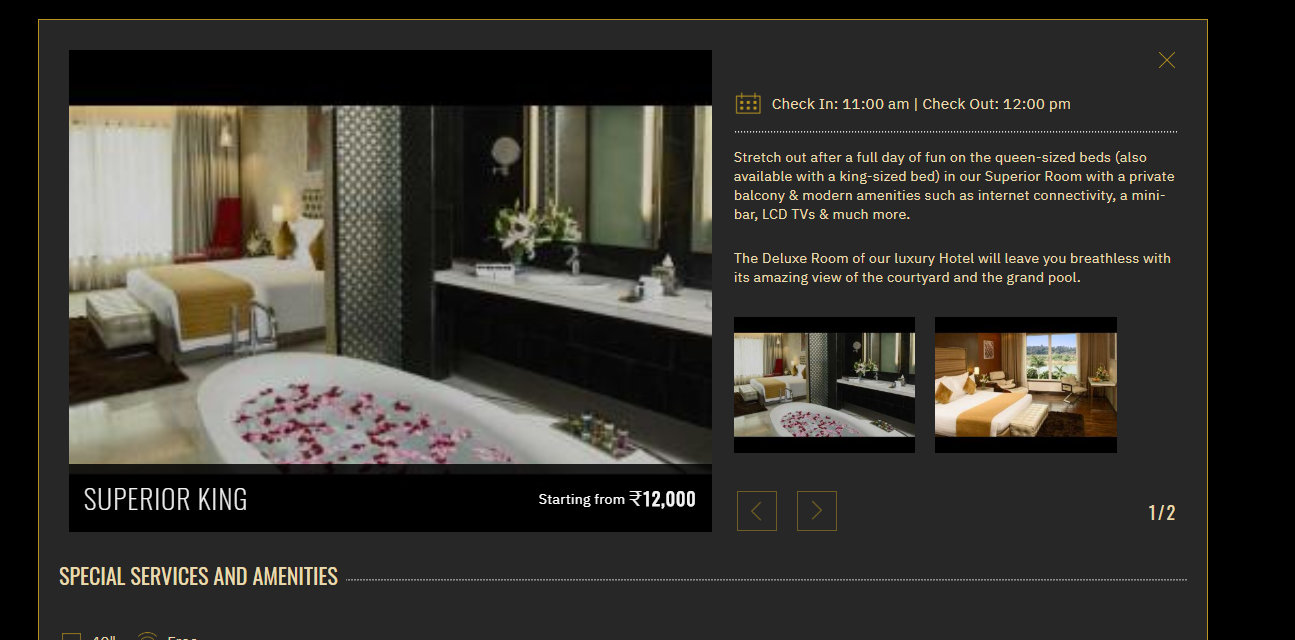 Check In: 11:00 am | Check Out: 12:00 pm
Stretch out after a full day of fun on the queen-sized beds (also
available with a king-sized bed) in our Superior Room with a private
balcony & modern amenities such as internet connectivity, a mini-
bar, LCD TVs & much more.
The Deluxe Room of our luxury Hotel will leave you breathless with
its amazing view of the courtyard and the grand pool.
SUPERIOR KING
Starting from ₹12,000
1/2
SPECIAL SERVICES AND AMENITIES